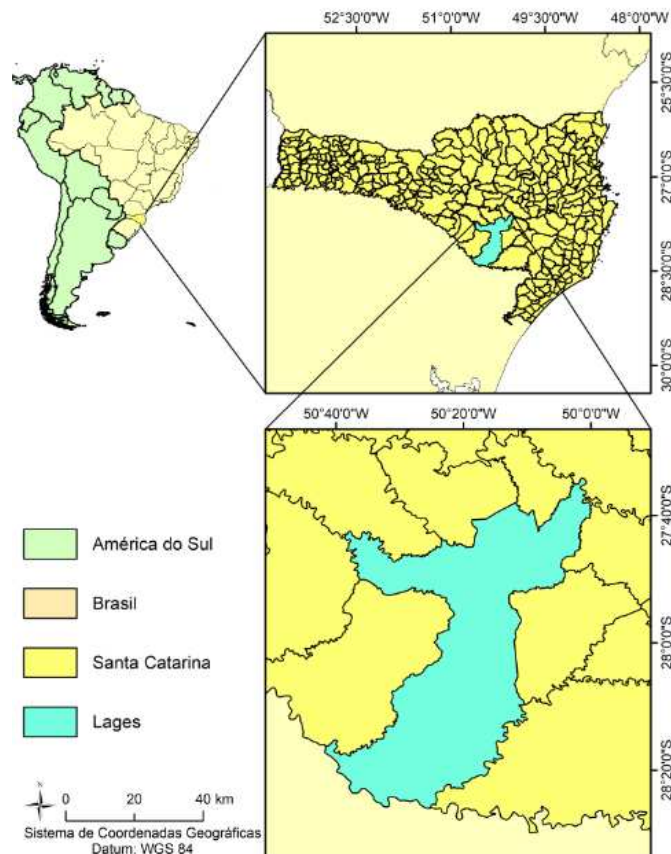 52°30'0"W 51°0'0"W 49°30'0"W 48°0'0"W
25°30'0"S
27°0'0"S
28°30'0"S
30°0'0"S
50°40'0"W 50°20'0"W 50°0'0"W
27°40'0"S
28°0'0"S
28°20'0"S
América do Sul
Brasil
Santa Catarina
Lages
N
0 20 40 km
Sistema de Coordenadas Geográficas
Datum: WGS 84